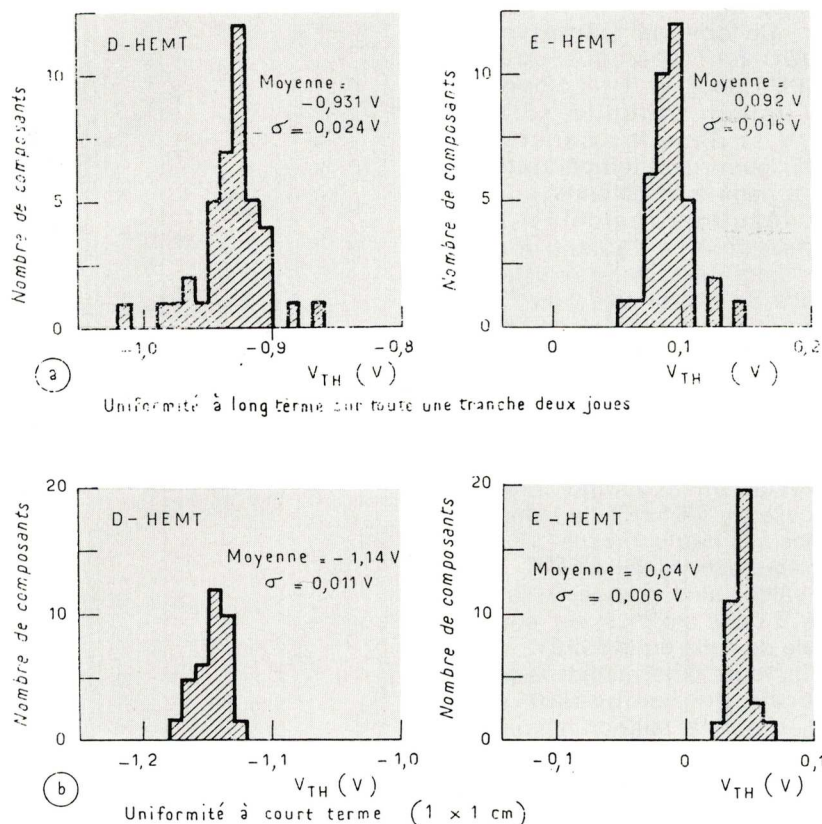 D-HEMT
Moyenne =
-0,931 V
σ = 0,024 V
Nombre de composants
10
5
0
-1,0
-0,9
-0,8
V_TH (V)
E-HEMT
Moyenne =
0,092 V
σ = 0,016 V
Nombre de composants
10
5
0
0
0,1
0,2
V_TH (V)
a
Uniformité à long terme sur toute une tranche deux joues
D-HEMT
Moyenne = -1,14 V
σ = 0,011 V
Nombre de composants
20
10
0
-1,2
-1,1
-1,0
V_TH (V)
E-HEMT
Moyenne = 0,04 V
σ = 0,006 V
Nombre de composants
20
10
0
-0,1
0
0,1
V_TH (V)
b
Uniformité à court terme (1 x 1 cm)